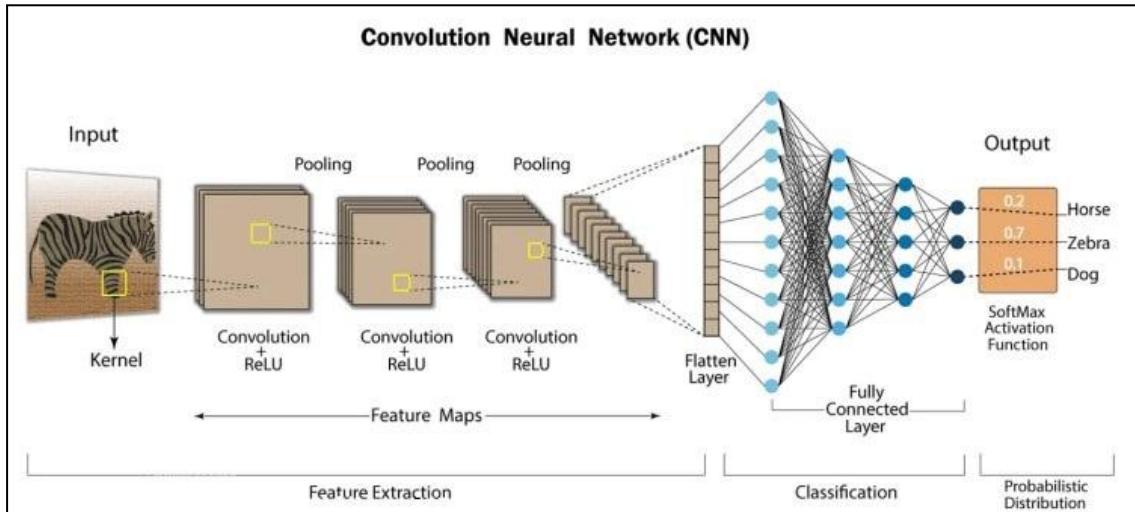 Convolution Neural Network (CNN)
Input
Pooling
Pooling
Pooling
Output
0.2
Horse
0.7
Zebra
0.1
Dog
Kernel
Convolution
+
ReLU
Convolution
+
ReLU
Convolution
+
ReLU
Flatten
Layer
SoftMax
Activation
Function
Feature Maps
Fully
Connected
Layer
Feature Extraction
Classification
Probabilistic
Distribution